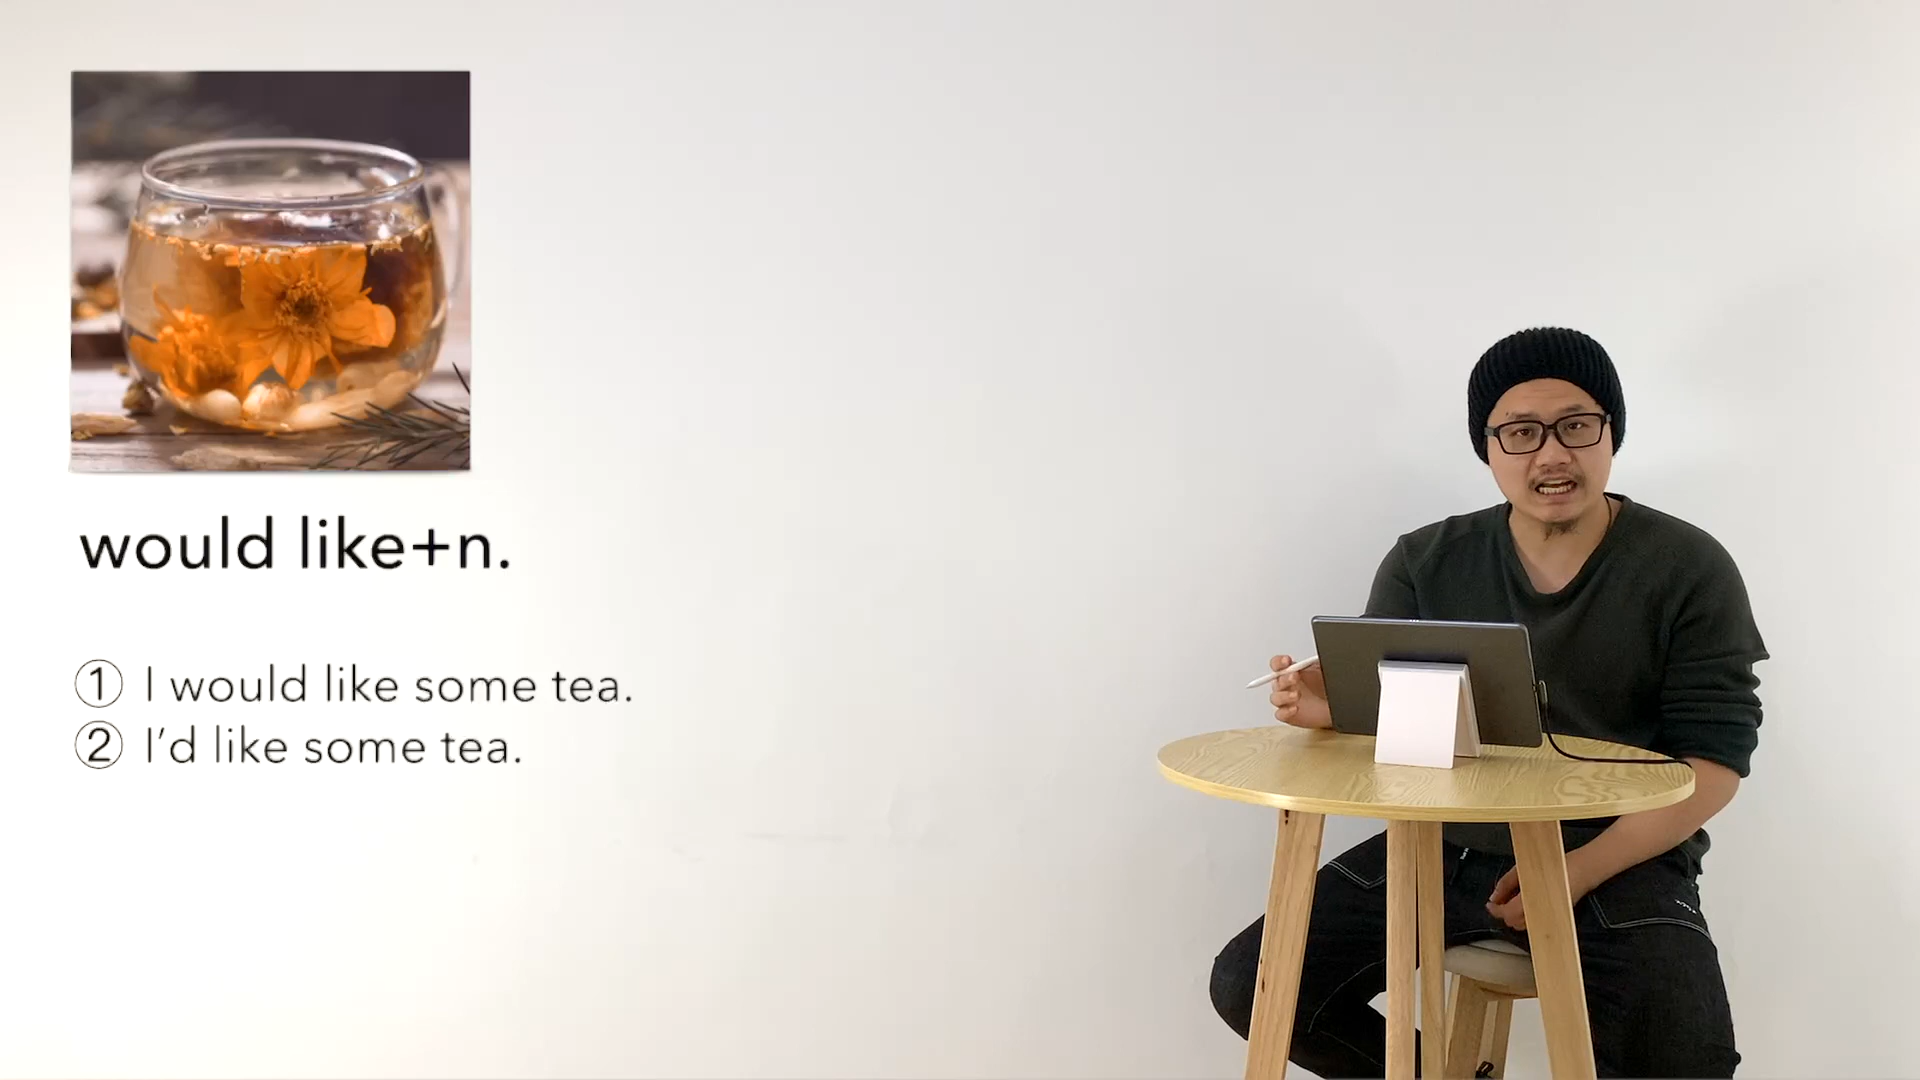 would like+n.
① I would like some tea.
② I’d like some tea.